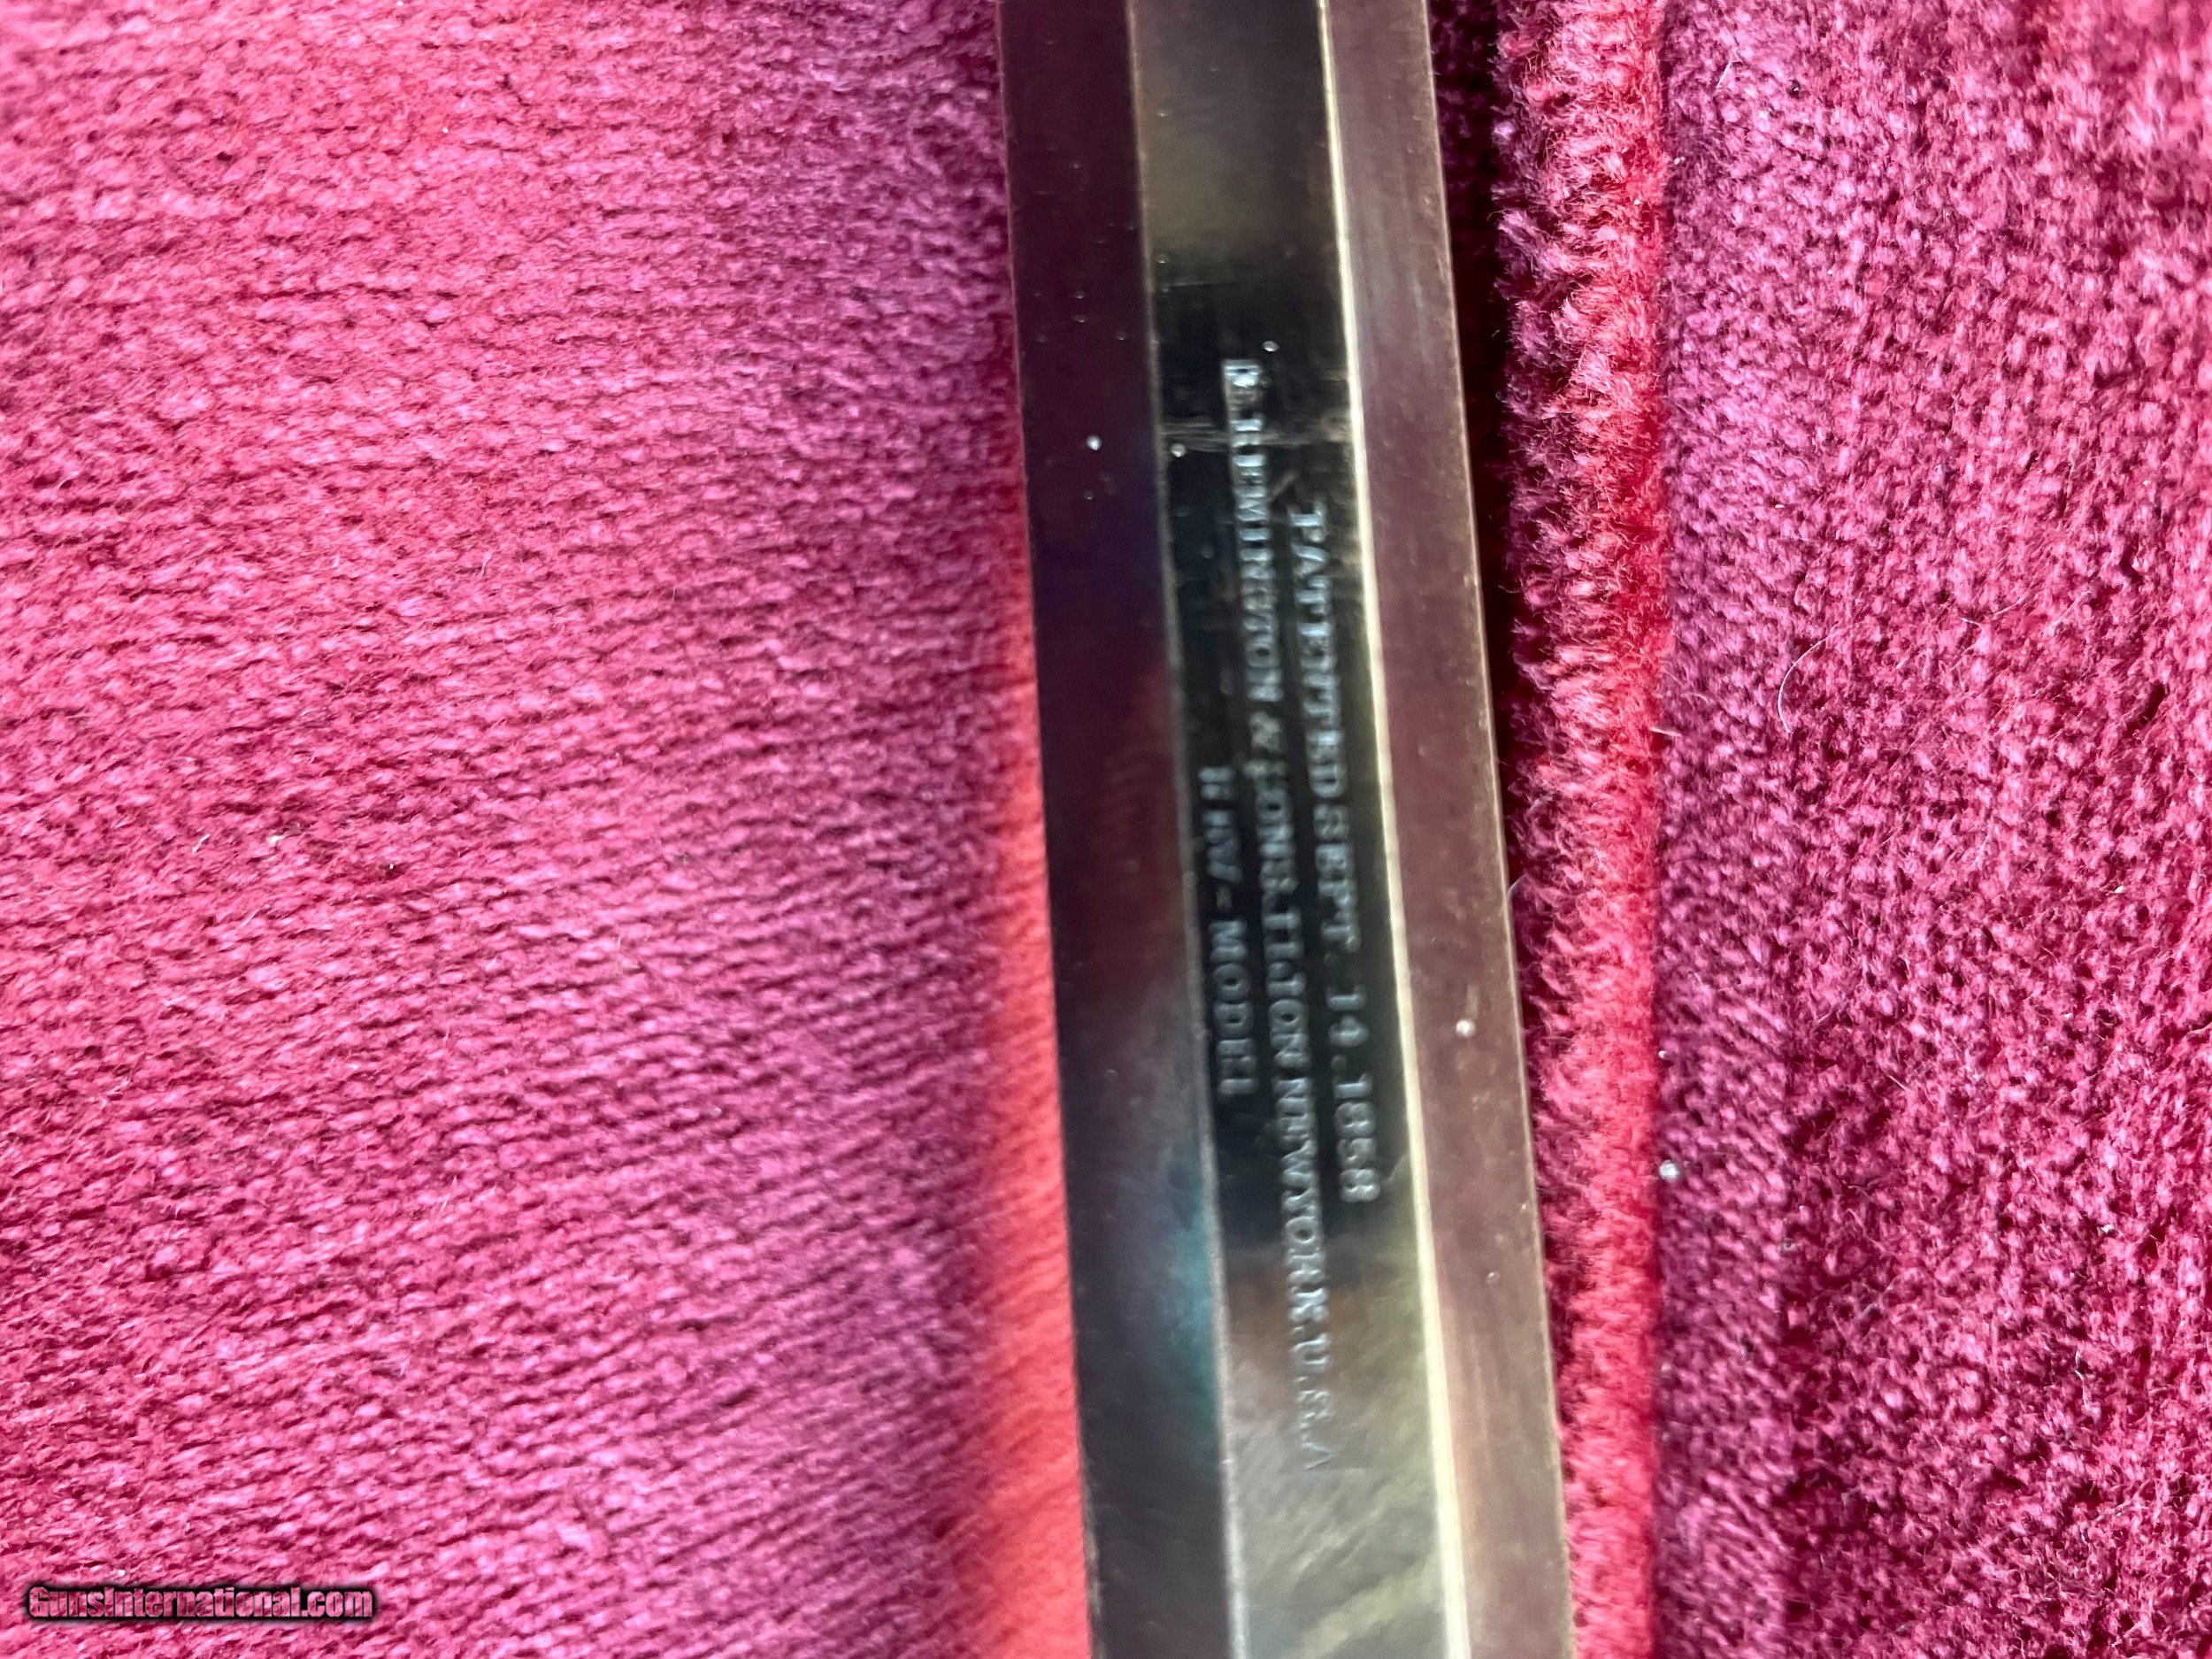 PATENTED SEPT. 14. 1858
E. REMINGTON & SONS. ILION NEW YORK. U.S.A
NEW-MODEL
GunsInternational.com